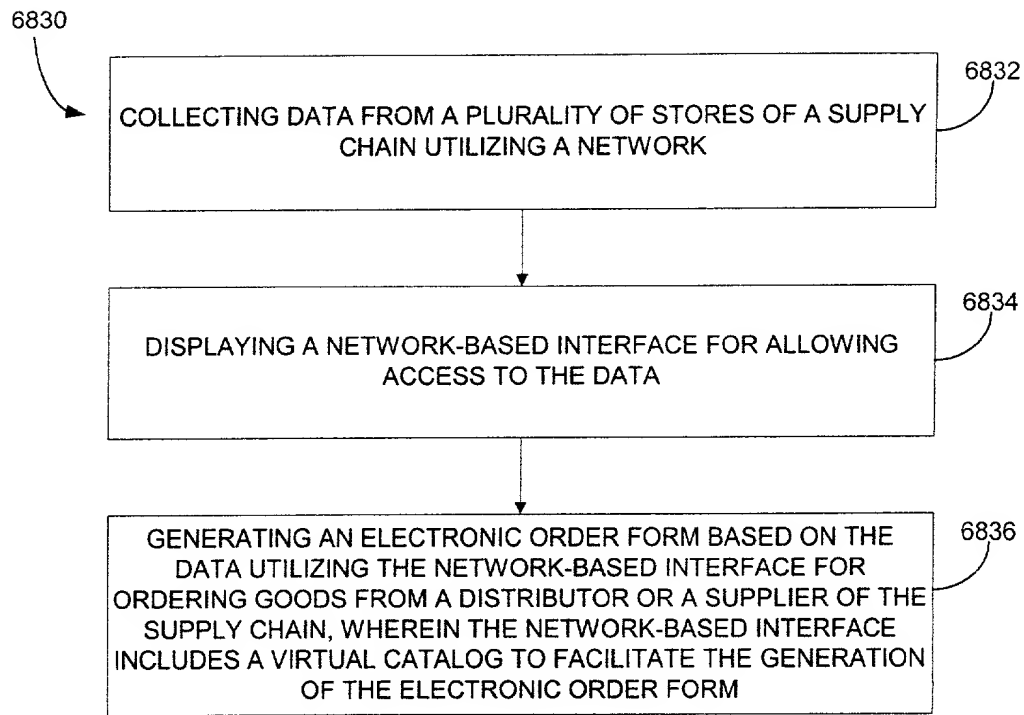 6830
6832
COLLECTING DATA FROM A PLURALITY OF STORES OF A SUPPLY
CHAIN UTILIZING A NETWORK
6834
DISPLAYING A NETWORK-BASED INTERFACE FOR ALLOWING
ACCESS TO THE DATA
6836
GENERATING AN ELECTRONIC ORDER FORM BASED ON THE
DATA UTILIZING THE NETWORK-BASED INTERFACE FOR
ORDERING GOODS FROM A DISTRIBUTOR OR A SUPPLIER OF THE
SUPPLY CHAIN, WHEREIN THE NETWORK-BASED INTERFACE
INCLUDES A VIRTUAL CATALOG TO FACILITATE THE GENERATION
OF THE ELECTRONIC ORDER FORM